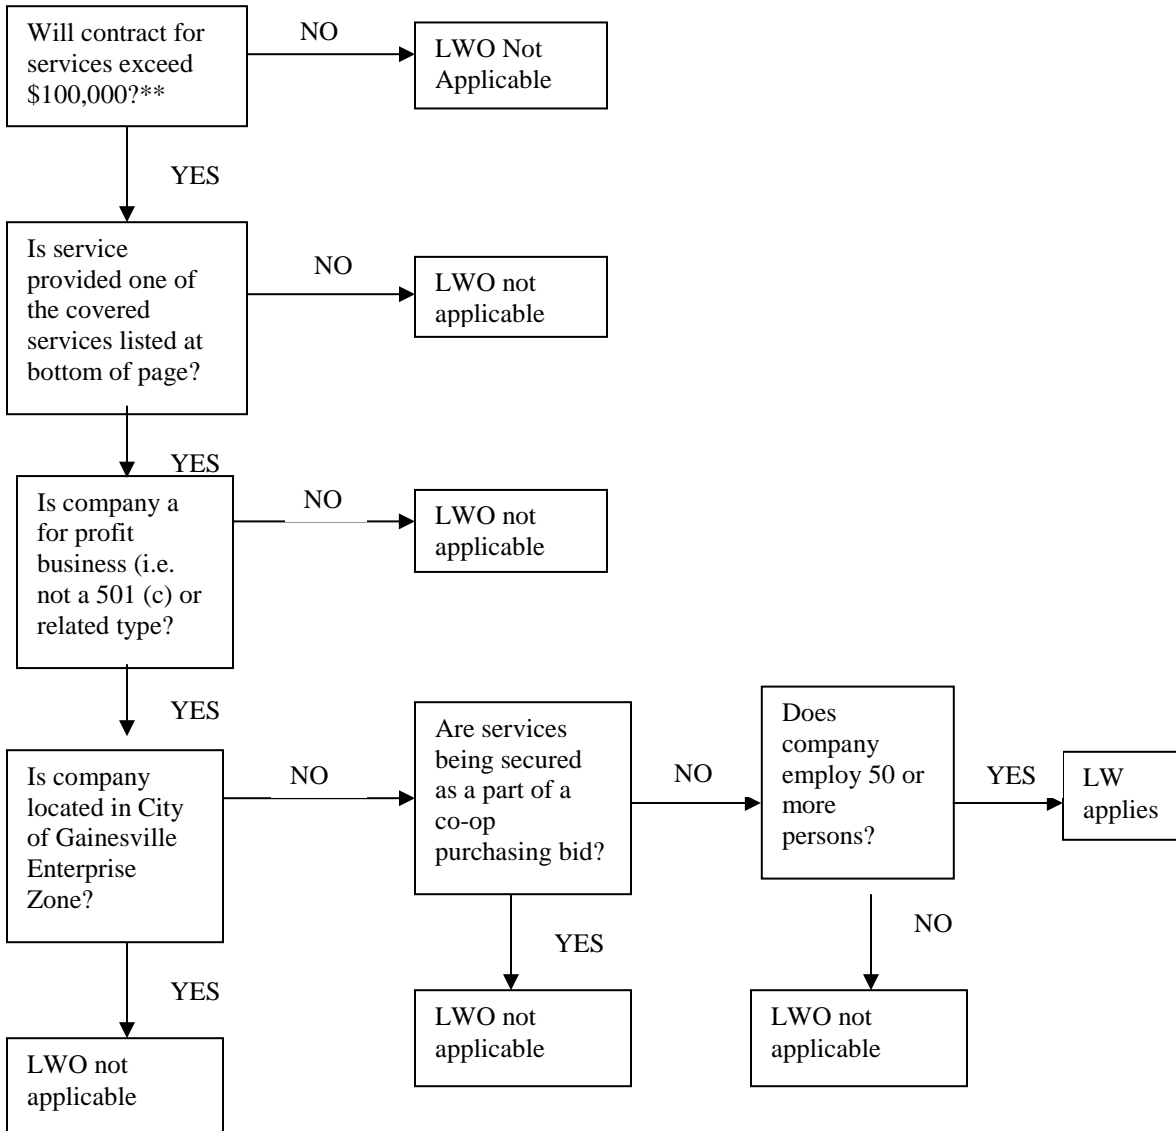 Will contract for
services exceed
$100,000?**
NO
LWO Not
Applicable
YES
Is service
provided one of
the covered
services listed at
bottom of page?
NO
LWO not
applicable
YES
Is company a
for profit
business (i.e.
not a 501 (c) or
related type?
NO
LWO not
applicable
YES
Is company
located in City
of Gainesville
Enterprise
Zone?
NO
Are services
being secured
as a part of a
co-op
purchasing bid?
NO
Does
company
employ 50 or
more
persons?
YES
LW
applies
YES
LWO not
applicable
YES
LWO not
applicable
NO
LWO not
applicable